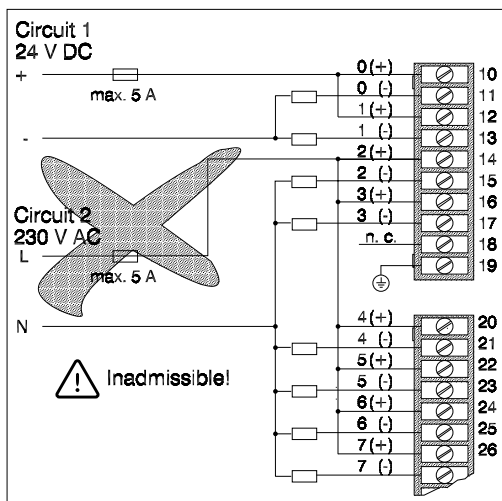 Circuit 1
24 V DC
+
max. 5 A
-
0 (+) 10
0 (-) 11
1 (+) 12
1 (-) 13
2 (+) 14
2 (-) 15
3 (+) 16
3 (-) 17
n. c. 18
19
Circuit 2
230 V AC
L
max. 5 A
N
4 (+) 20
4 (-) 21
5 (+) 22
5 (-) 23
6 (+) 24
6 (-) 25
7 (+) 26
7 (-)
! Inadmissible!